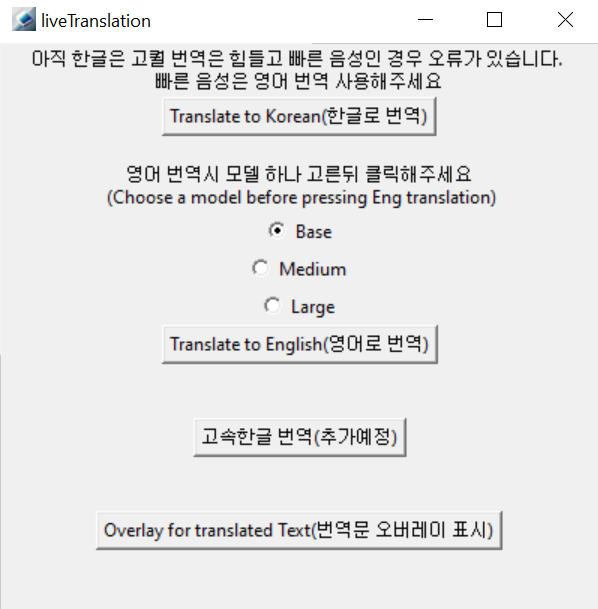 liveTranslation
아직 한글은 고퀄 번역은 힘들고 빠른 음성인 경우 오류가 있습니다.
빠른 음성은 영어 번역 사용해주세요
Translate to Korean(한글로 번역)
영어 번역시 모델 하나 고른뒤 클릭해주세요
(Choose a model before pressing Eng translation)
Base
Medium
Large
Translate to English(영어로 번역)
고속한글 번역(추가예정)
Overlay for translated Text(번역문 오버레이 표시)